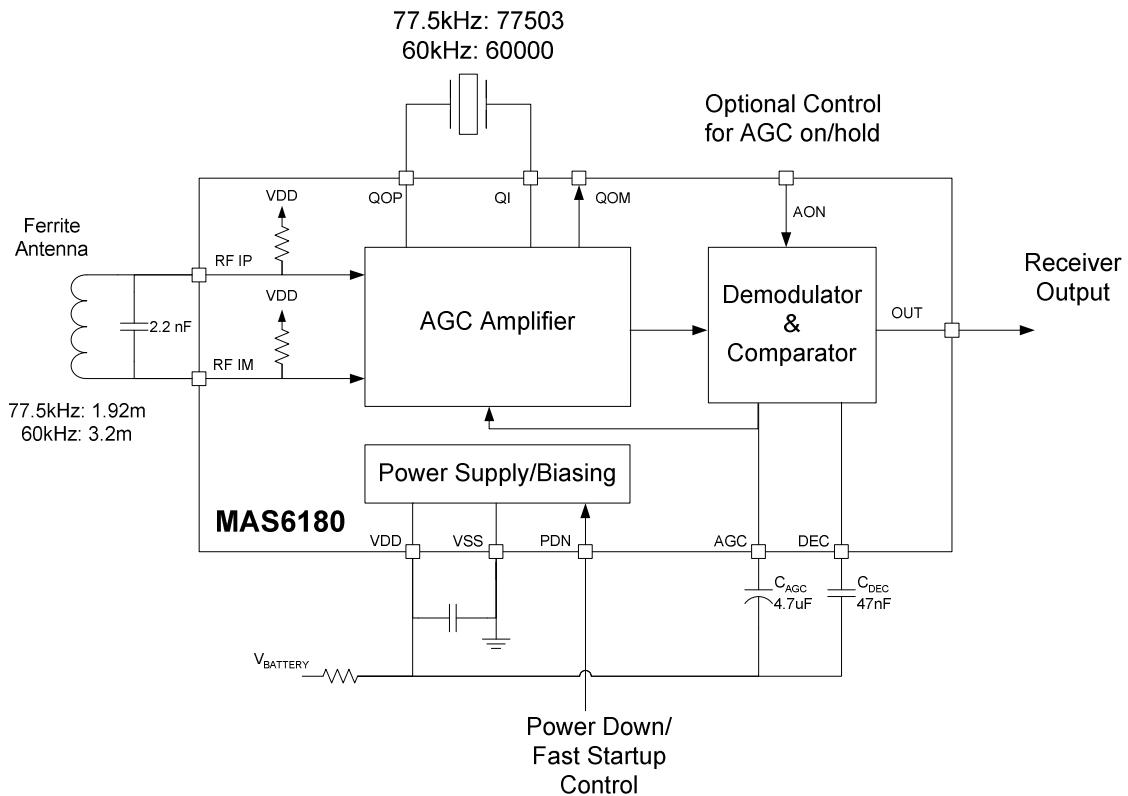 77.5kHz: 77503
60kHz: 60000
Optional Control
for AGC on/hold
QOP
QI
QOM
AON
VDD
Ferrite
Antenna
RF IP
VDD
2.2 nF
RF IM
AGC Amplifier
Demodulator
&
Comparator
OUT
Receiver
Output
77.5kHz: 1.92m
60kHz: 3.2m
Power Supply/Biasing
MAS6180
VDD
VSS
PDN
AGC
DEC
CAGC
4.7uF
CDEC
47nF
VBATTERY
Power Down/
Fast Startup
Control